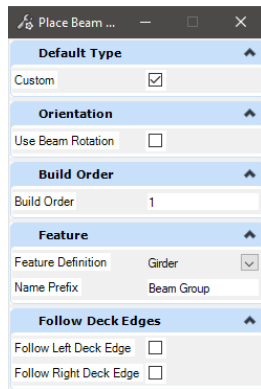 Place Beam ...
Default Type
Custom
Orientation
Use Beam Rotation
Build Order
Build Order 1
Feature
Feature Definition Girder
Name Prefix Beam Group
Follow Deck Edges
Follow Left Deck Edge
Follow Right Deck Edge